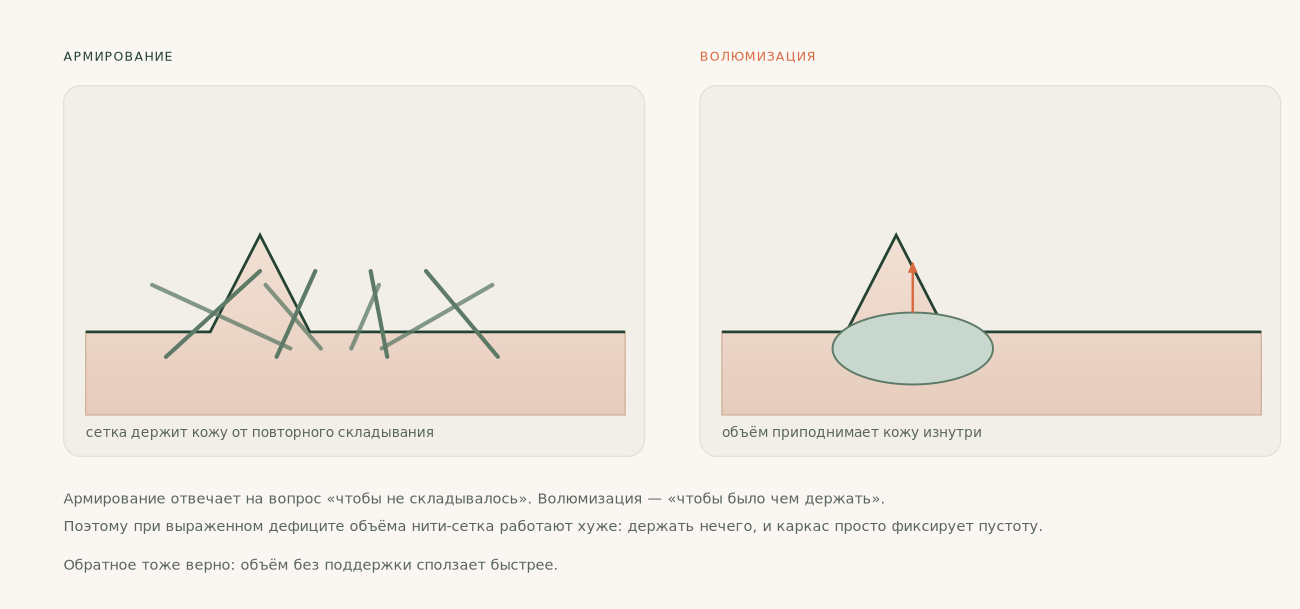 АРМИРОВАНИЕ
ВОЛЮМИЗАЦИЯ
сетка держит кожу от повторного складывания
объём приподнимает кожу изнутри
Армирование отвечает на вопрос «чтобы не складывалось». Волюмизация — «чтобы было чем держать».
Поэтому при выраженном дефиците объёма нити-сетка работают хуже: держать нечего, и каркас просто фиксирует пустоту.
Обратное тоже верно: объём без поддержки сползает быстрее.